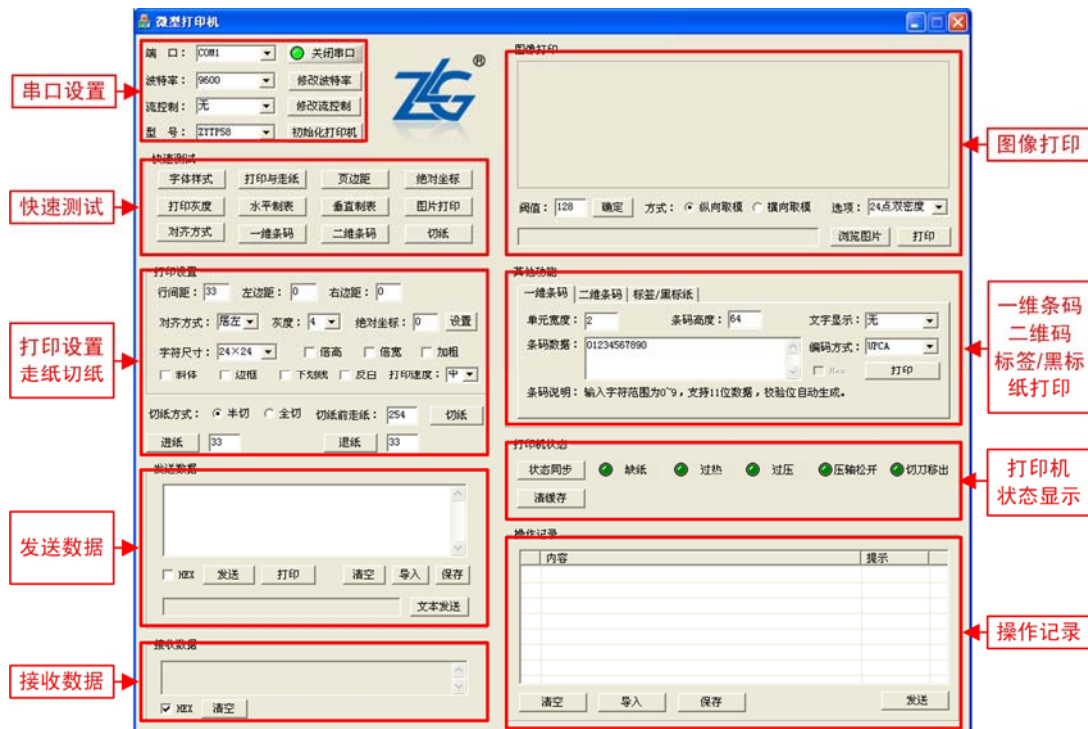 微型打印机
串口设置
端 口: COM1 关闭串口
波特率: 9600 修改波特率
流控制: 无 修改流控制
型 号: ZYTP58 初始化打印机
ZLG ®
快速测试
快速测试
字体样式 打印与走纸 页边距 绝对坐标
打印灰度 水平制表 垂直制表 图片打印
对齐方式 一维条码 二维条码 切纸
打印设置
走纸切纸
打印设置
行间距: 33 左边距: 0 右边距: 0
对齐方式: 居左 灰度: 4 绝对坐标: 0 设置
字符尺寸: 24×24 倍高 倍宽 加粗
斜体 边框 下划线 反白 打印速度: 中
切纸方式: 半切 全切 切纸前走纸: 254 切纸
进纸 33 退纸 33
发送数据
发送数据
HEX 发送 打印 清空 导入 保存
文本发送
接收数据
接收数据
HEX 清空
图像打印
图像打印
阀值: 128 确定 方式: 纵向取模 横向取模 选项: 24点双密度
浏览图片 打印
其他功能
一维条码 二维条码 标签/黑标纸
单元宽度: 2 条码高度: 64 文字显示: 无
条码数据: 01234567890 编码方式: UPCA
Hex 打印
条码说明: 输入字符范围为0~9，支持11位数据，校验位自动生成。
一维条码
二维码
标签/黑标
纸打印
打印机状态
状态同步 缺纸 过热 过压 压轴松开 切刀移出
清缓存
打印机
状态显示
操作记录
内容 提示
清空 导入 保存 发送
操作记录